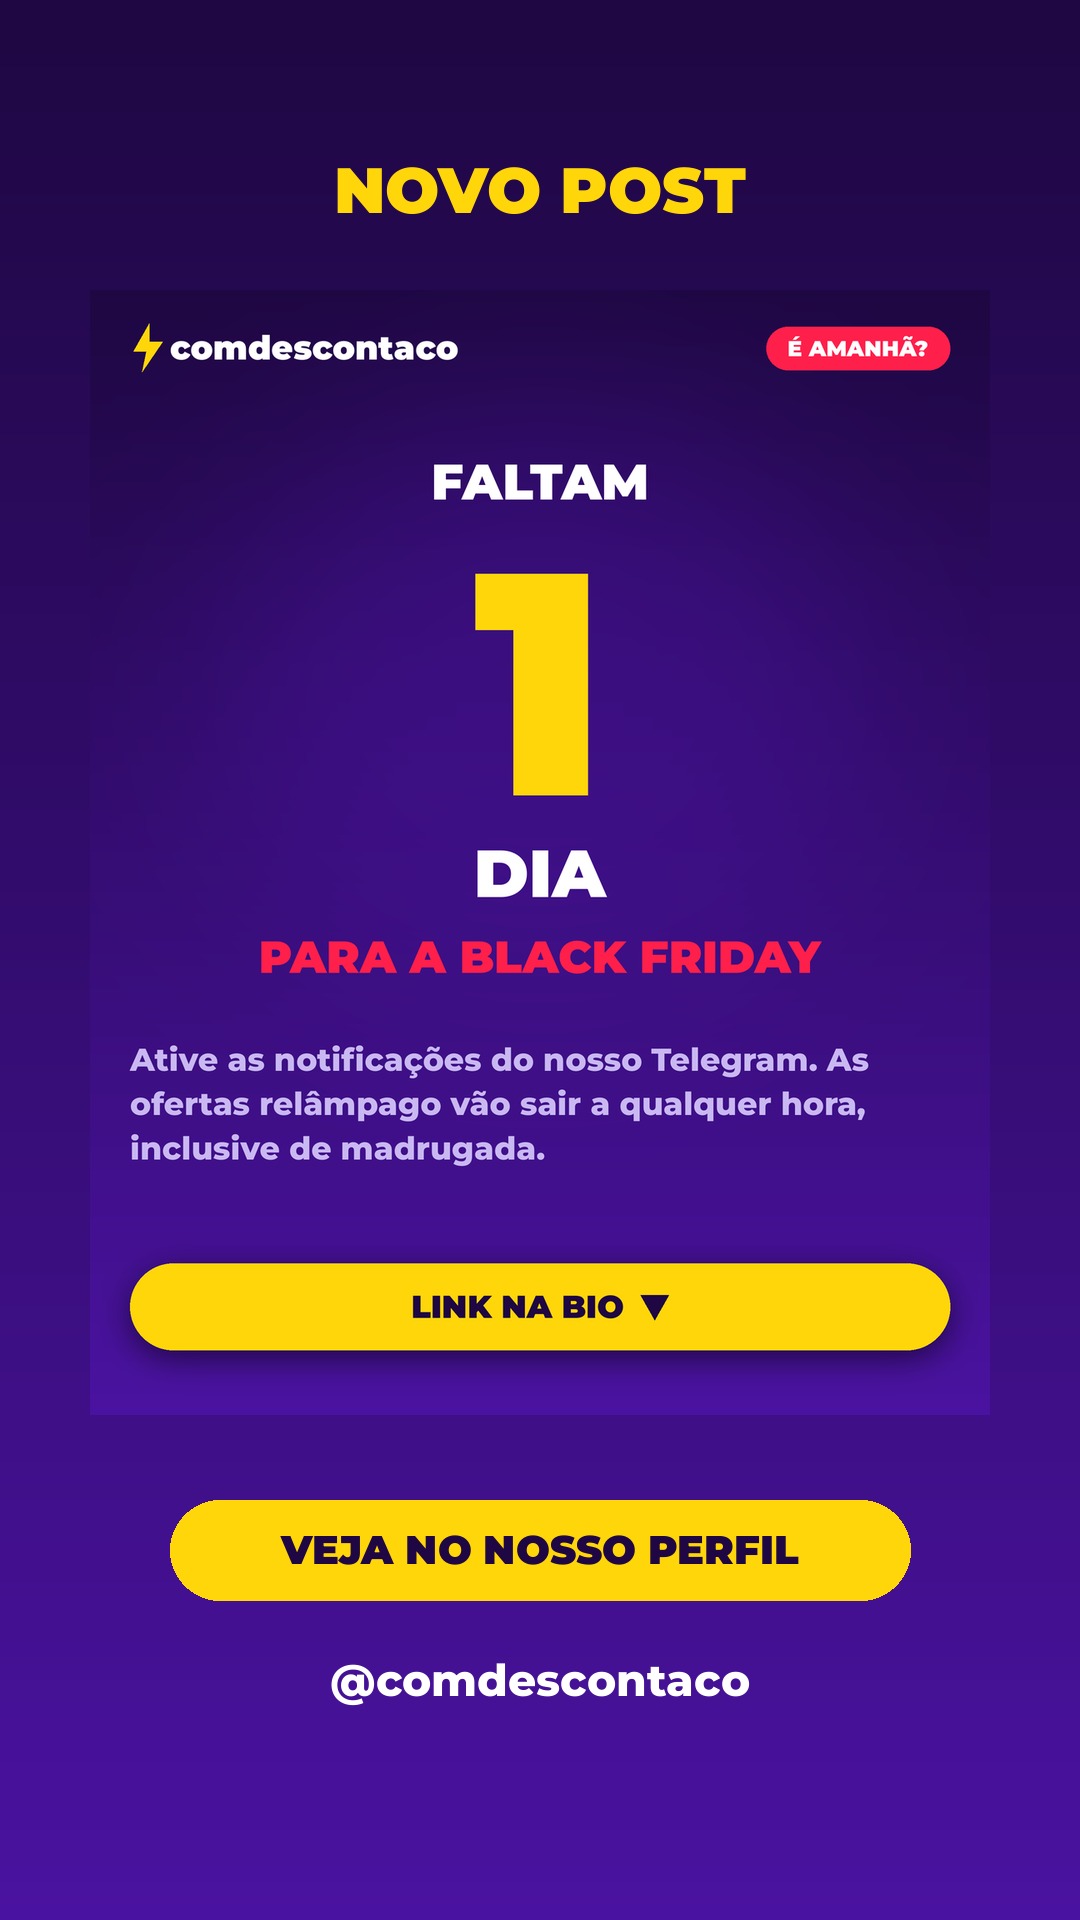 NOVO POST
comdescontaco
É AMANHÃ?
FALTAM
1
DIA
PARA A BLACK FRIDAY
Ative as notificações do nosso Telegram. As
ofertas relâmpago vão sair a qualquer hora,
inclusive de madrugada.
LINK NA BIO ▼
VEJA NO NOSSO PERFIL
@comdescontaco